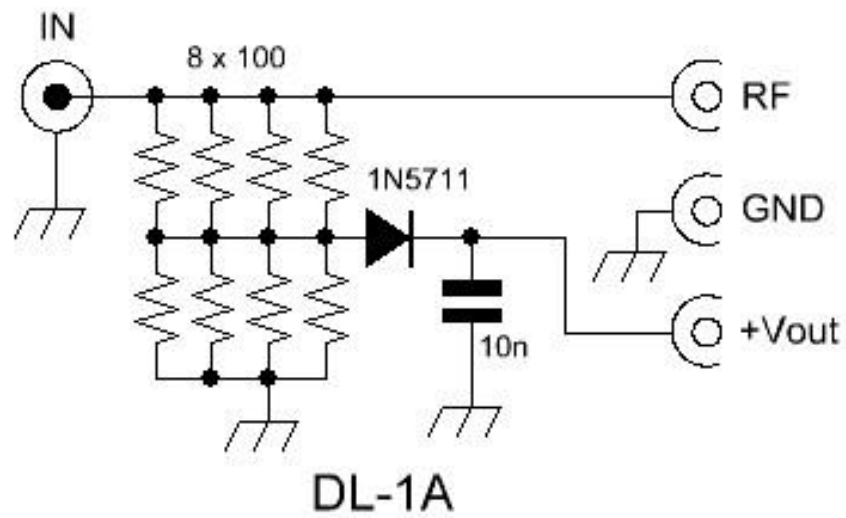 IN
8 x 100
RF
1N5711
GND
10n
+Vout
DL-1A